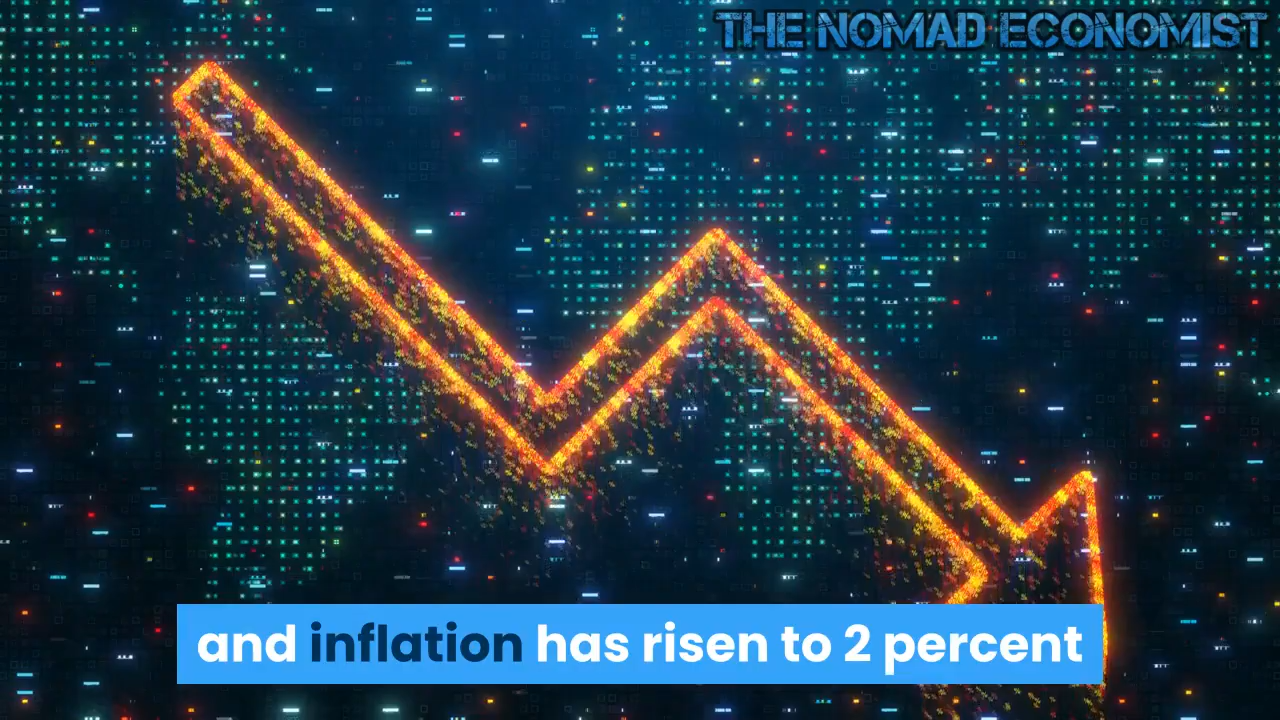 THE NOMAD ECONOMIST
and inflation has risen to 2 percent